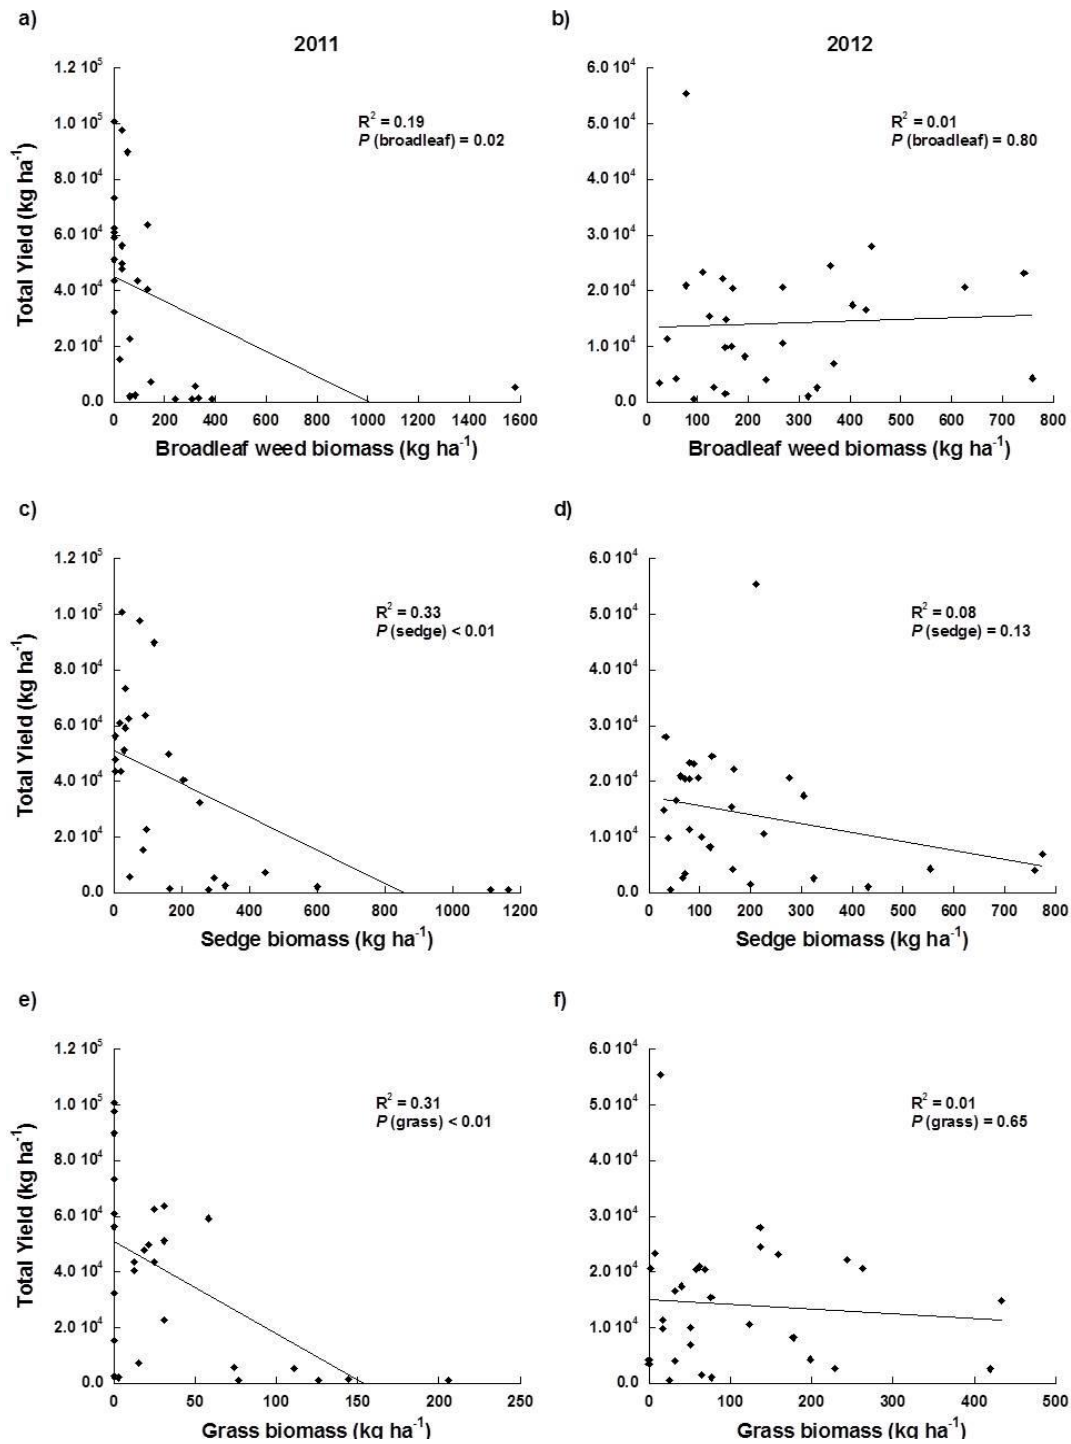 a)
2011
1.2 10⁵
1.0 10⁵
8.0 10⁴
6.0 10⁴
4.0 10⁴
2.0 10⁴
0.0
Total Yield (kg ha⁻¹)
R² = 0.19
P (broadleaf) = 0.02
0 200 400 600 800 1000 1200 1400 1600
Broadleaf weed biomass (kg ha⁻¹)
b)
2012
6.0 10⁴
5.0 10⁴
4.0 10⁴
3.0 10⁴
2.0 10⁴
1.0 10⁴
0.0
R² = 0.01
P (broadleaf) = 0.80
0 100 200 300 400 500 600 700 800
Broadleaf weed biomass (kg ha⁻¹)
c)
1.2 10⁵
1.0 10⁵
8.0 10⁴
6.0 10⁴
4.0 10⁴
2.0 10⁴
0.0
Total Yield (kg ha⁻¹)
R² = 0.33
P (sedge) < 0.01
0 200 400 600 800 1000 1200
Sedge biomass (kg ha⁻¹)
d)
6.0 10⁴
5.0 10⁴
4.0 10⁴
3.0 10⁴
2.0 10⁴
1.0 10⁴
0.0
R² = 0.08
P (sedge) = 0.13
0 100 200 300 400 500 600 700 800
Sedge biomass (kg ha⁻¹)
e)
1.2 10⁵
1.0 10⁵
8.0 10⁴
6.0 10⁴
4.0 10⁴
2.0 10⁴
0.0
Total Yield (kg ha⁻¹)
R² = 0.31
P (grass) < 0.01
0 50 100 150 200 250
Grass biomass (kg ha⁻¹)
f)
6.0 10⁴
5.0 10⁴
4.0 10⁴
3.0 10⁴
2.0 10⁴
1.0 10⁴
0.0
R² = 0.01
P (grass) = 0.65
0 100 200 300 400 500
Grass biomass (kg ha⁻¹)